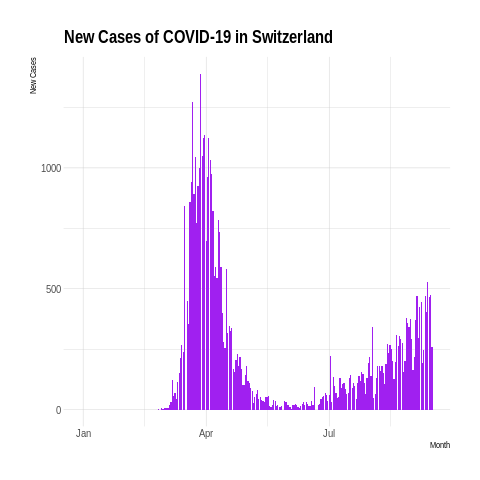 New Cases of COVID-19 in Switzerland
New Cases
1000
500
0
Jan Apr Jul
Month